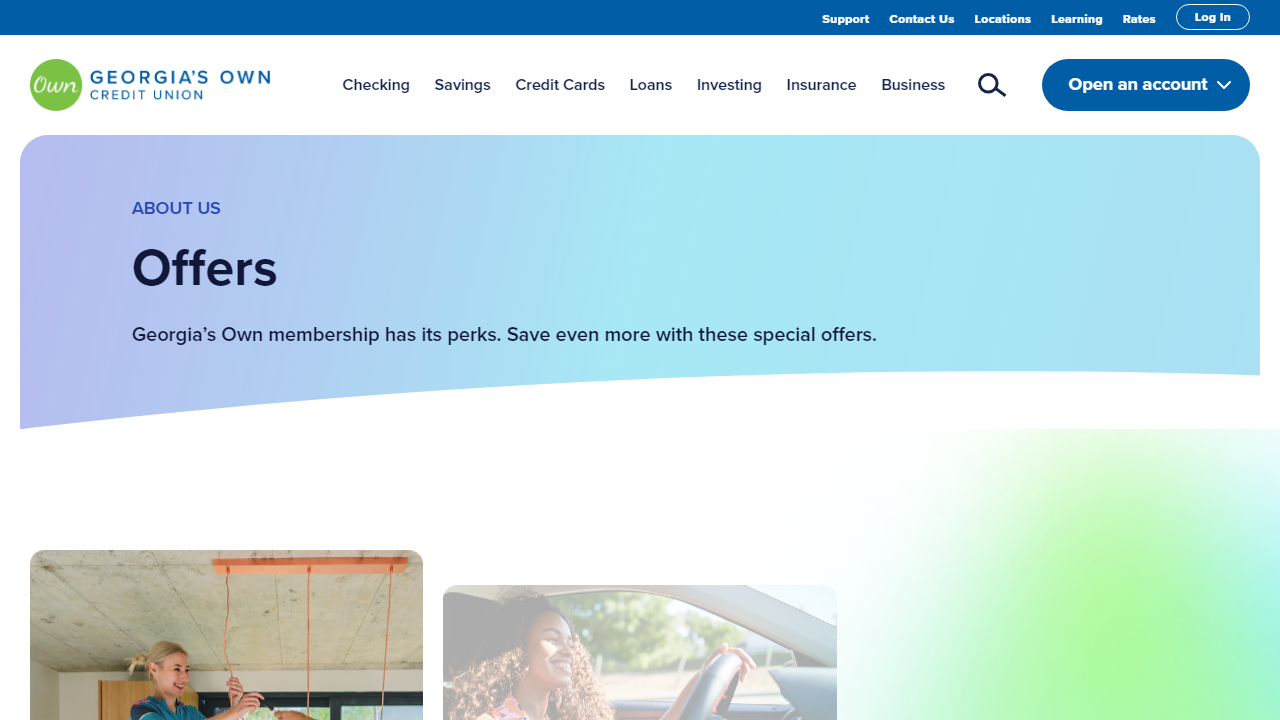 Support Contact Us Locations Learning Rates Log In
Own GEORGIA'S OWN
CREDIT UNION
Checking Savings Credit Cards Loans Investing Insurance Business Open an account
ABOUT US
Offers
Georgia’s Own membership has its perks. Save even more with these special offers.